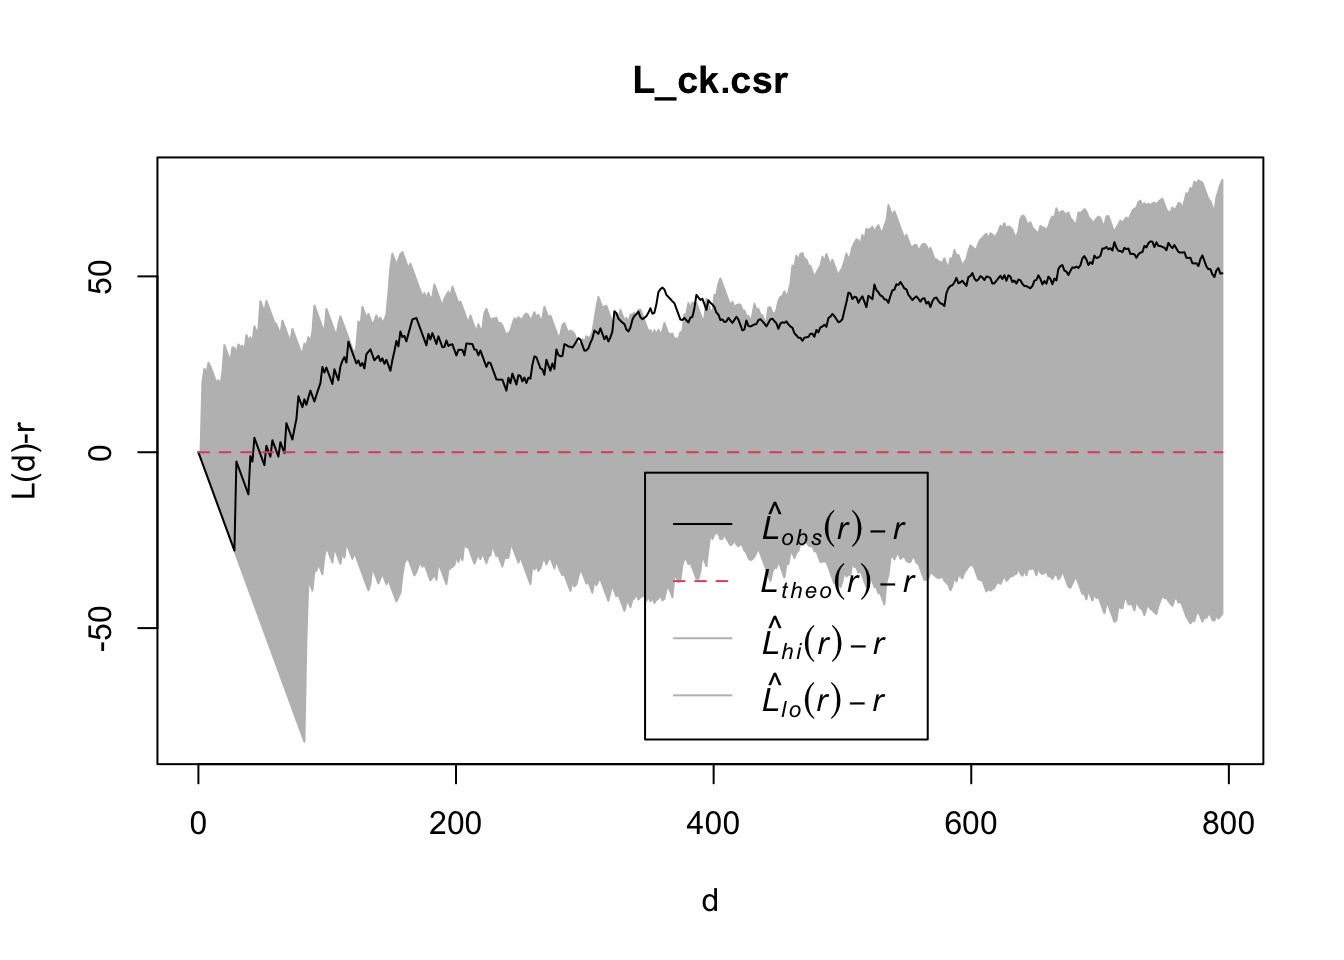 L_ck.csr
L(d)-r
50
0
-50
L̂obs(r) − r
Ltheo(r) − r
L̂hi(r) − r
L̂lo(r) − r
0 200 400 600 800
d